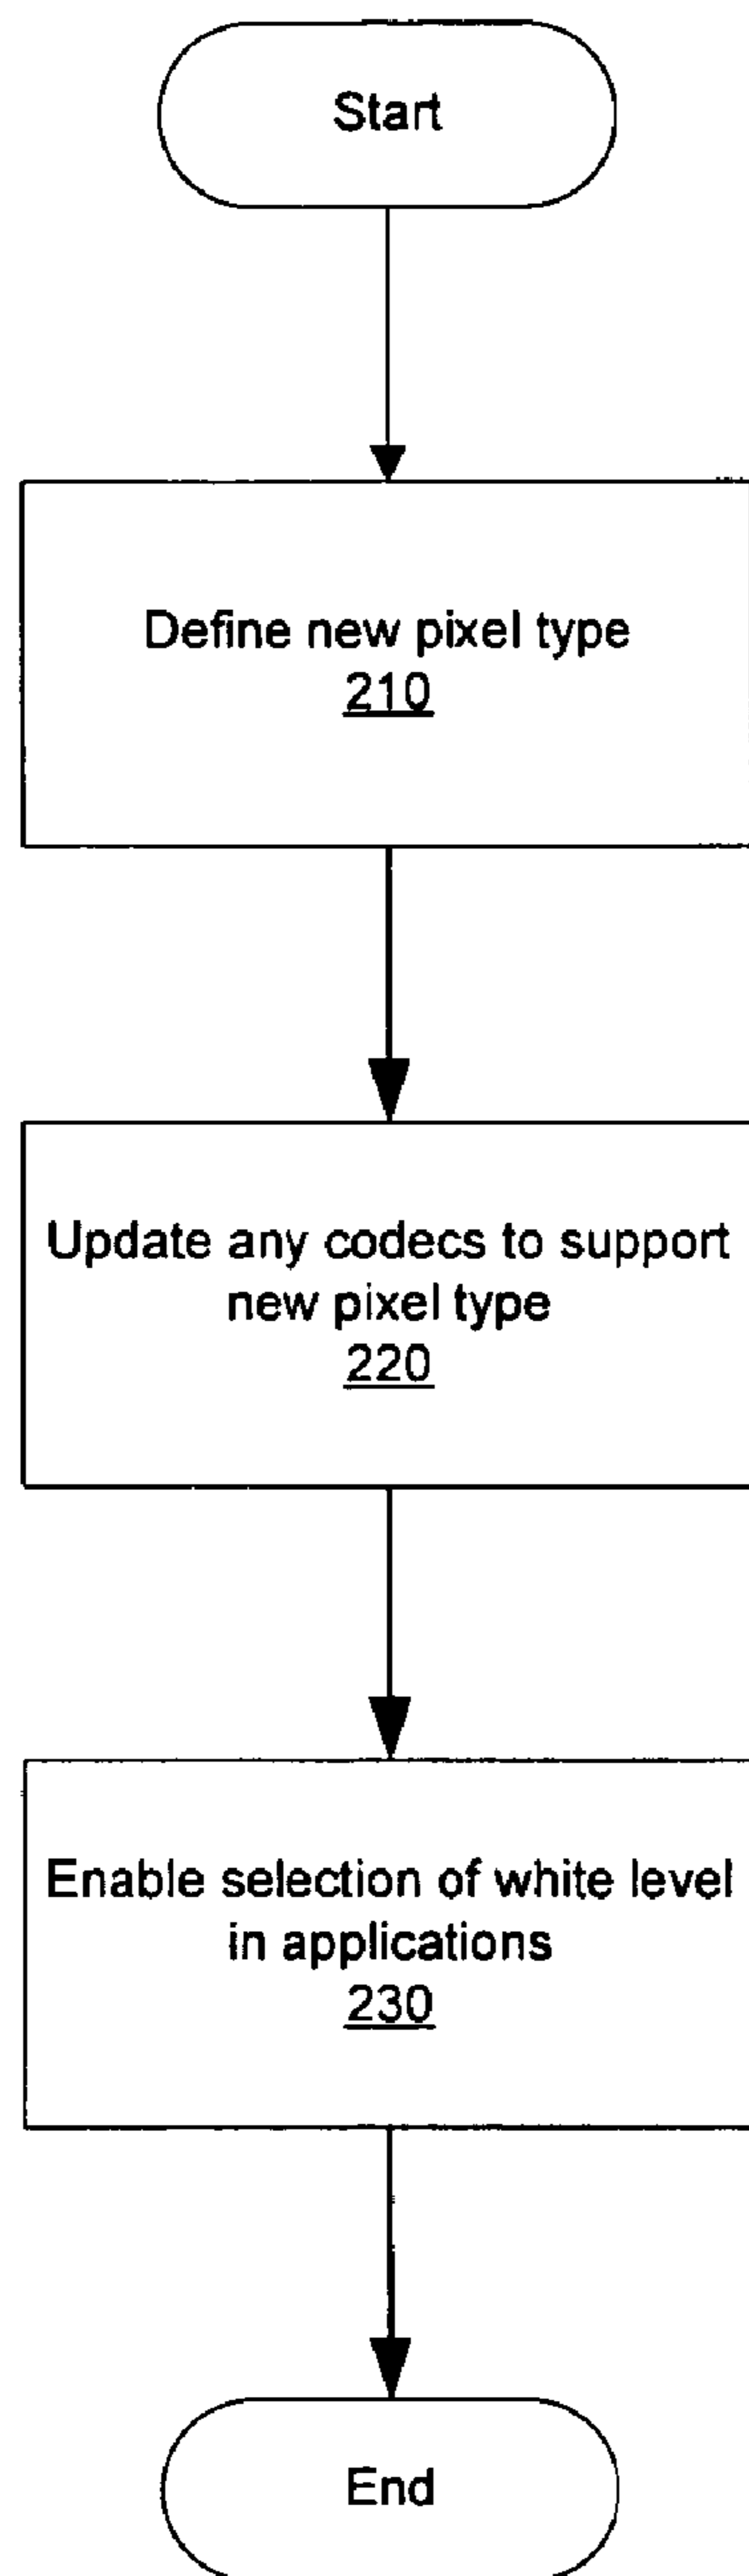 Start
Define new pixel type
210
Update any codecs to support
new pixel type
220
Enable selection of white level
in applications
230
End